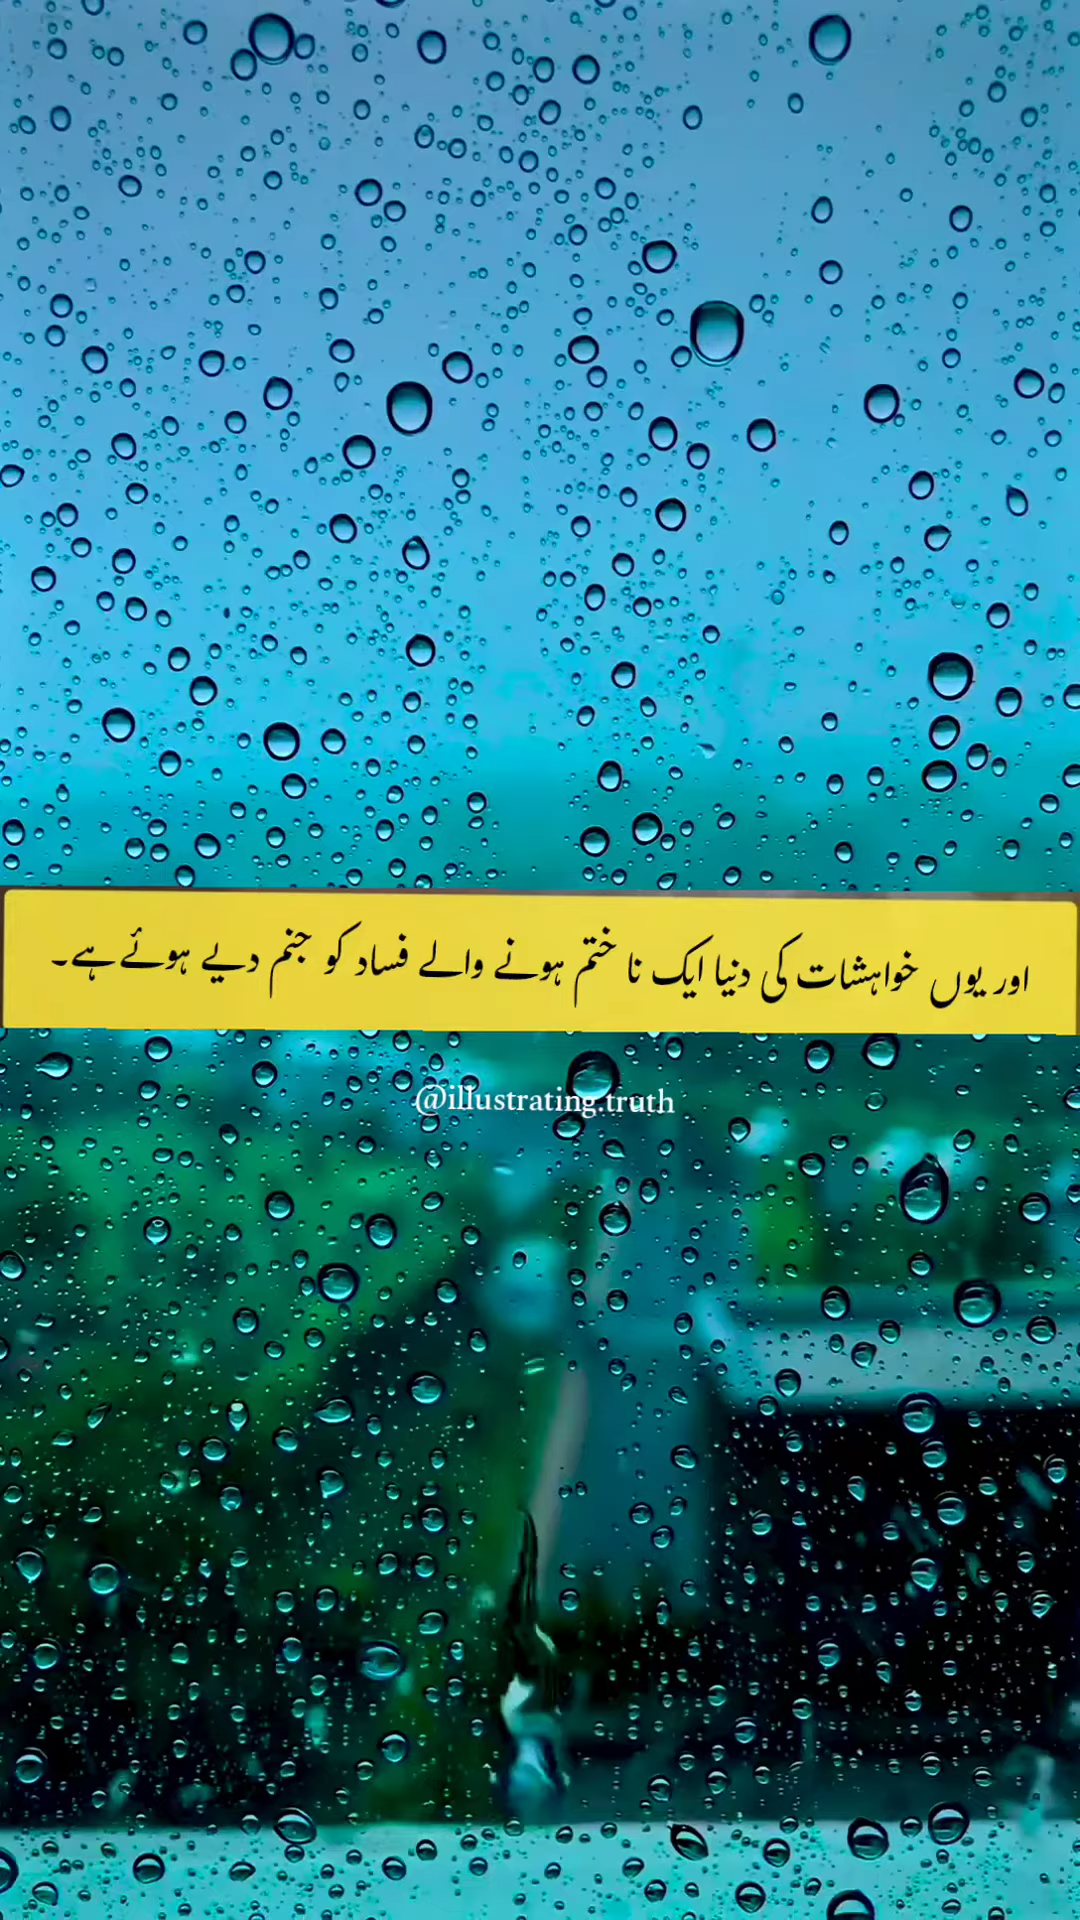 اور یوں خواہشات کی دنیا ایک نا ختم ہونے والے فساد کو جنم دیے ہوئے ہے۔
@illustrating.truth